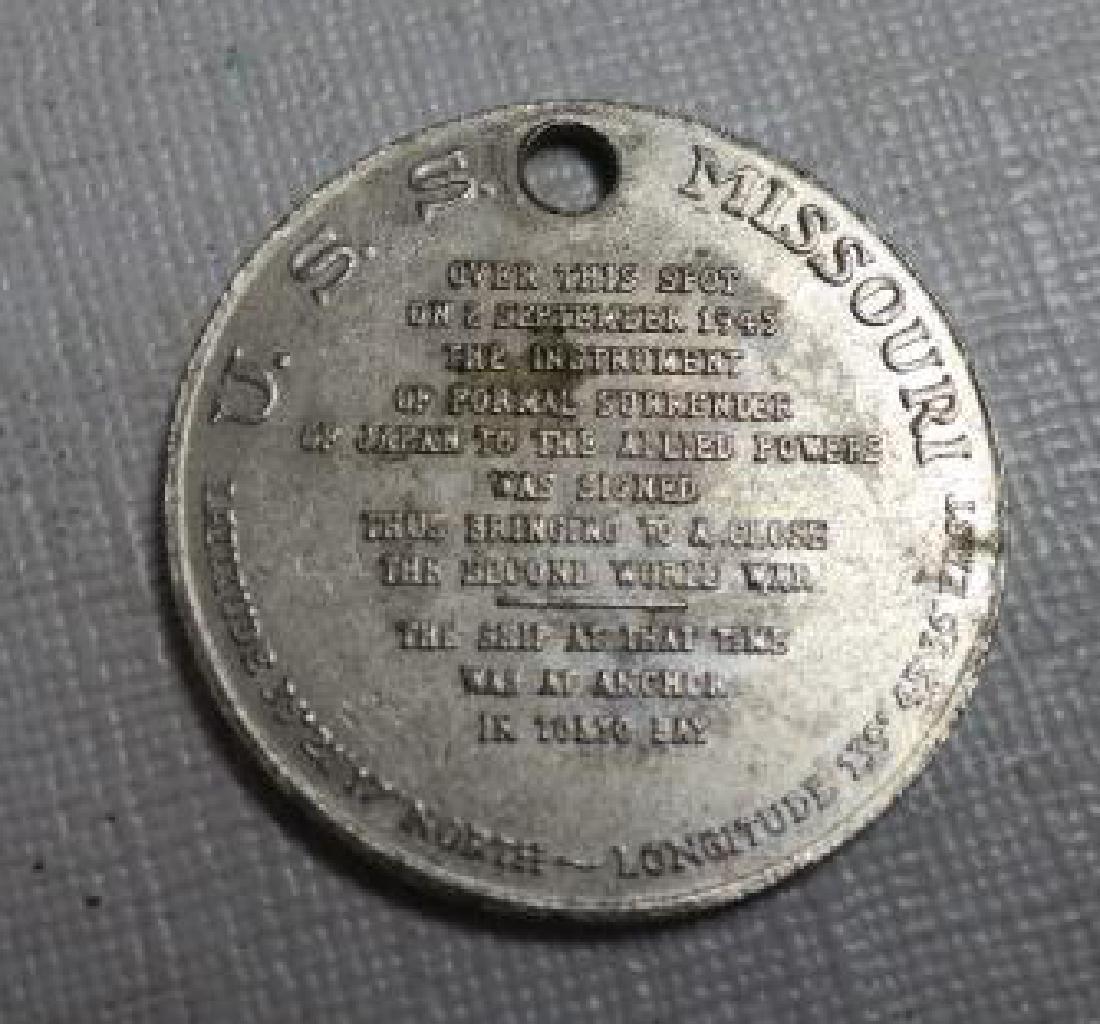 U. S. S. MISSOURI
OVER THIS SPOT
ON 2 SEPTEMBER 1945
THE INSTRUMENT
OF FORMAL SURRENDER
OF JAPAN TO THE ALLIED POWERS
WAS SIGNED
THUS BRINGING TO A CLOSE
THE SECOND WORLD WAR
THE SHIP AT THAT TIME
WAS AT ANCHOR
IN TOKYO BAY
LATITUDE NORTH ~ LONGITUDE EAST